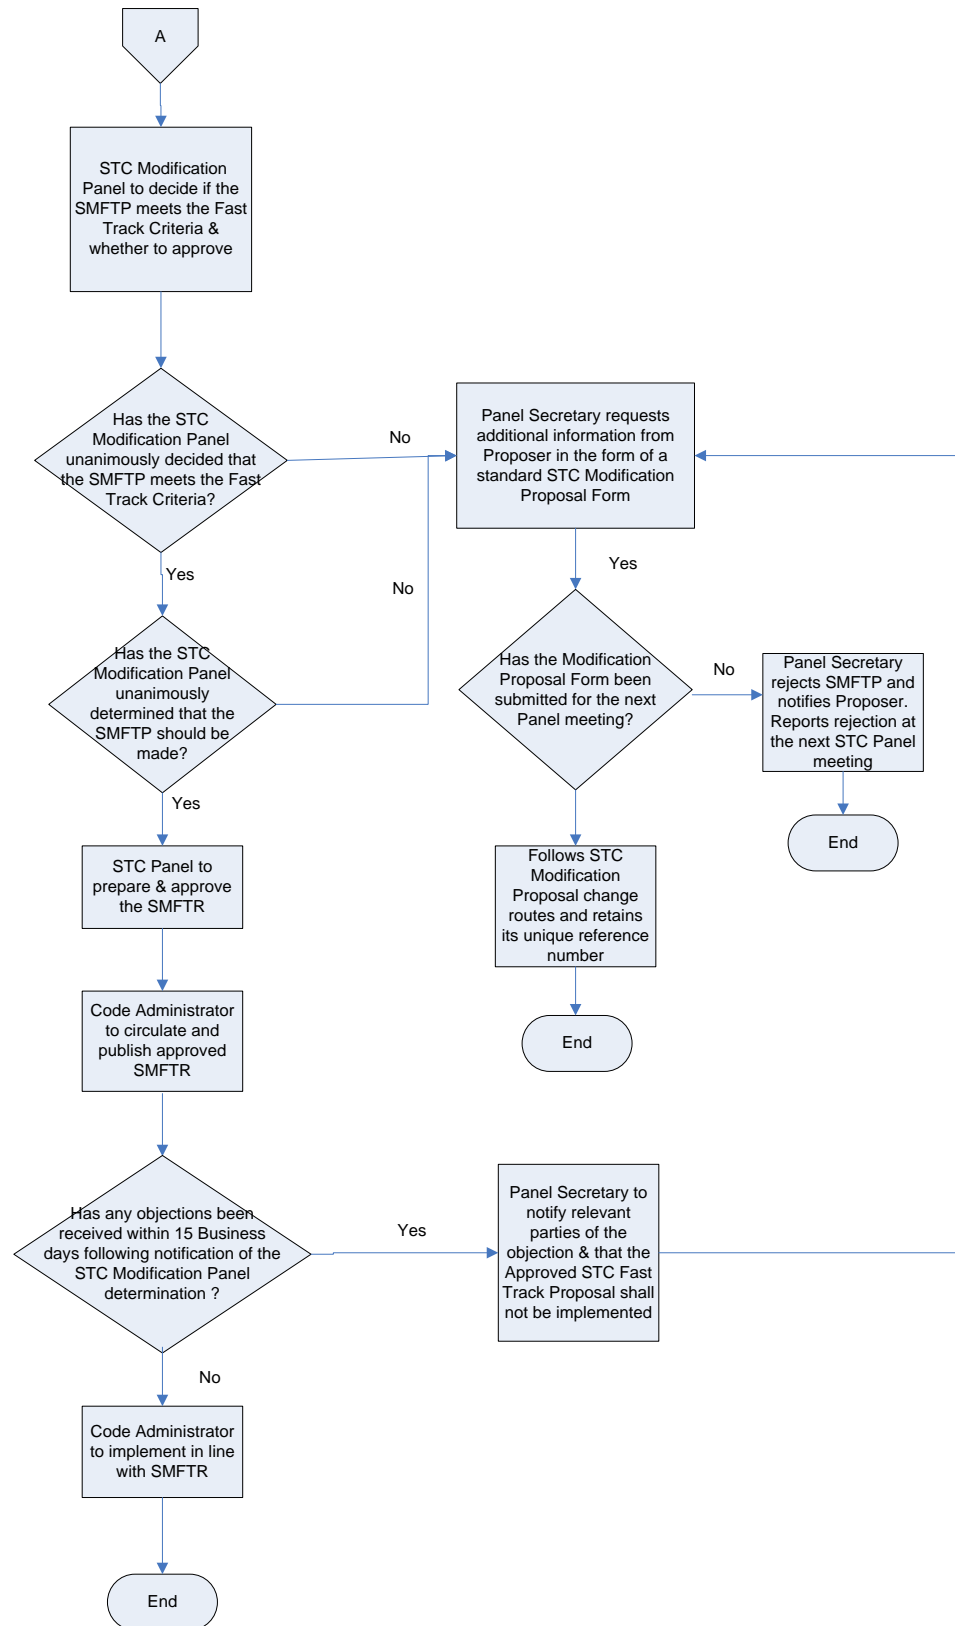 A
STC Modification
Panel to decide if the
SMFTP meets the Fast
Track Criteria &
whether to approve
Has the STC
Modification Panel
unanimously decided that
the SMFTP meets the Fast
Track Criteria?
No
Panel Secretary requests
additional information from
Proposer in the form of a
standard STC Modification
Proposal Form
Yes
No
Yes
Has the STC
Modification Panel
unanimously
determined that the
SMFTP should be
made?
Has the Modification
Proposal Form been
submitted for the next
Panel meeting?
No
Panel Secretary
rejects SMFTP and
notifies Proposer.
Reports rejection at
the next STC Panel
meeting
End
Yes
STC Panel to
prepare & approve
the SMFTR
Follows STC
Modification
Proposal change
routes and retains
its unique reference
number
End
Code Administrator
to circulate and
publish approved
SMFTR
Has any objections been
received within 15 Business
days following notification of the
STC Modification Panel
determination ?
Yes
Panel Secretary to
notify relevant
parties of the
objection & that the
Approved STC Fast
Track Proposal shall
not be implemented
No
Code Administrator
to implement in line
with SMFTR
End